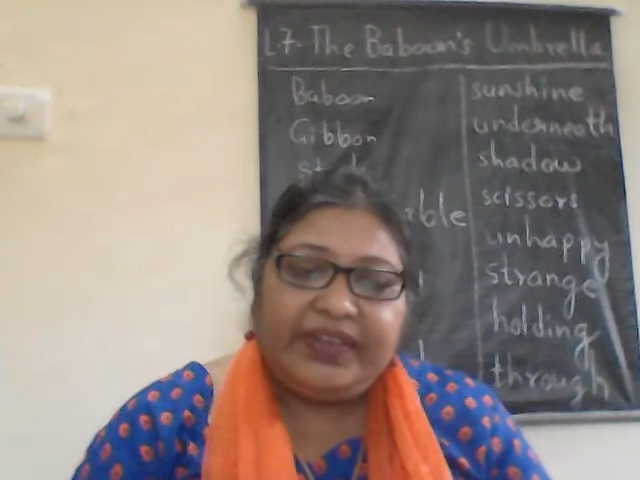 L7. The Baboon's Umbrella
Baboon
Gibbon
sunshine
underneath
shadow
scissors
unhappy
strange
holding
through